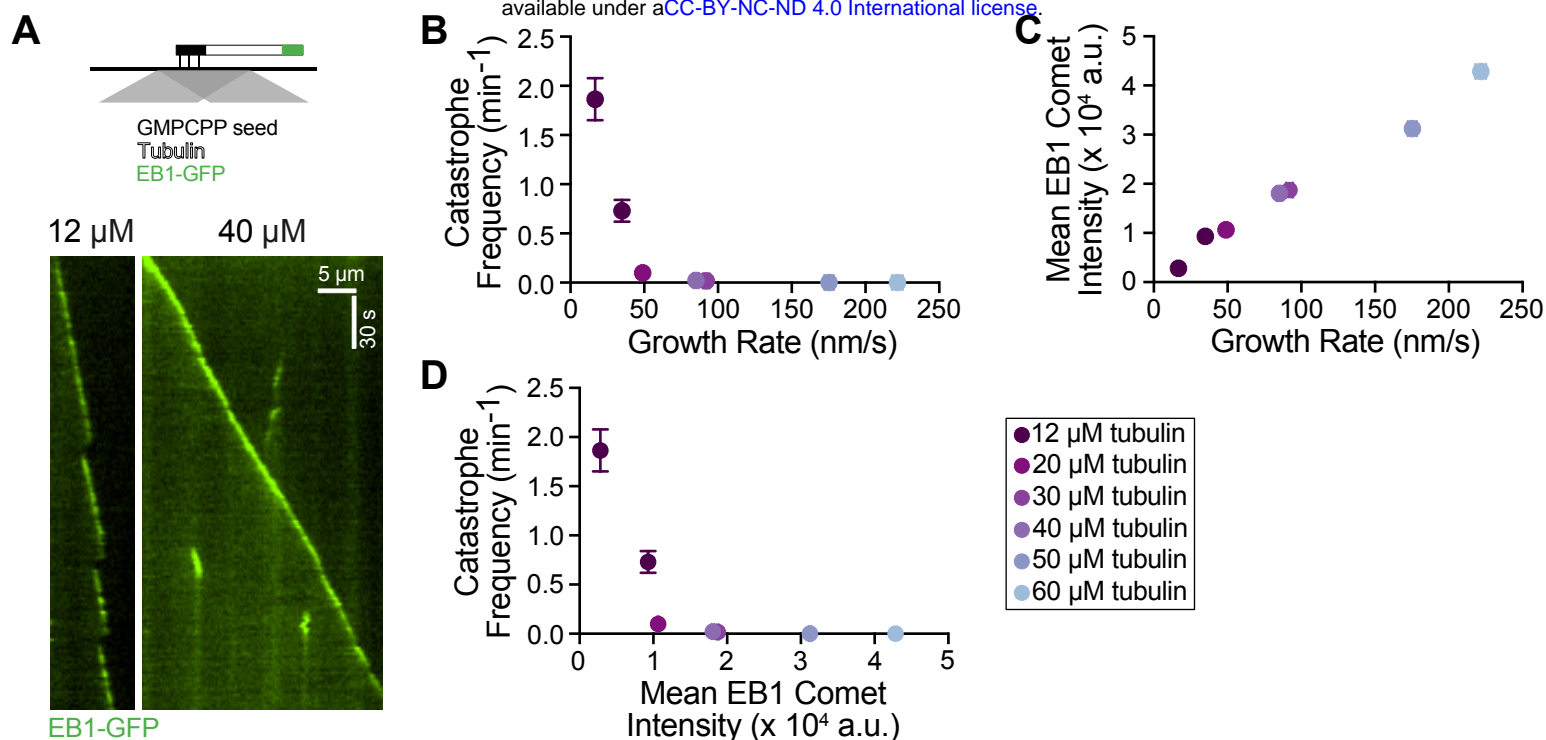 available under aCC-BY-NC-ND 4.0 International license.
A
GMPCPP seed
Tubulin
EB1-GFP
12 µM
40 µM
5 µm
30 s
EB1-GFP
B
Catastrophe
Frequency (min-1)
2.5
2.0
1.5
1.0
0.5
0.0
0 50 100 150 200 250
Growth Rate (nm/s)
C
Mean EB1 Comet
Intensity (x 10⁴ a.u.)
5
4
3
2
1
0
0 50 100 150 200 250
Growth Rate (nm/s)
D
Catastrophe
Frequency (min-1)
2.5
2.0
1.5
1.0
0.5
0.0
0 1 2 3 4 5
Mean EB1 Comet
Intensity (x 10⁴ a.u.)
12 µM tubulin
20 µM tubulin
30 µM tubulin
40 µM tubulin
50 µM tubulin
60 µM tubulin